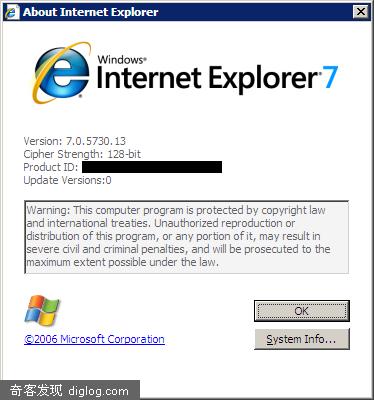 About Internet Explorer
Windows®
Internet Explorer 7
Version: 7.0.5730.13
Cipher Strength: 128-bit
Product ID:
Update Versions:0
Warning: This computer program is protected by copyright law
and international treaties. Unauthorized reproduction or
distribution of this program, or any portion of it, may result in
severe civil and criminal penalties, and will be prosecuted to the
maximum extent possible under the law.
OK
©2006 Microsoft Corporation
System Info...
奇客发现 diglog.com